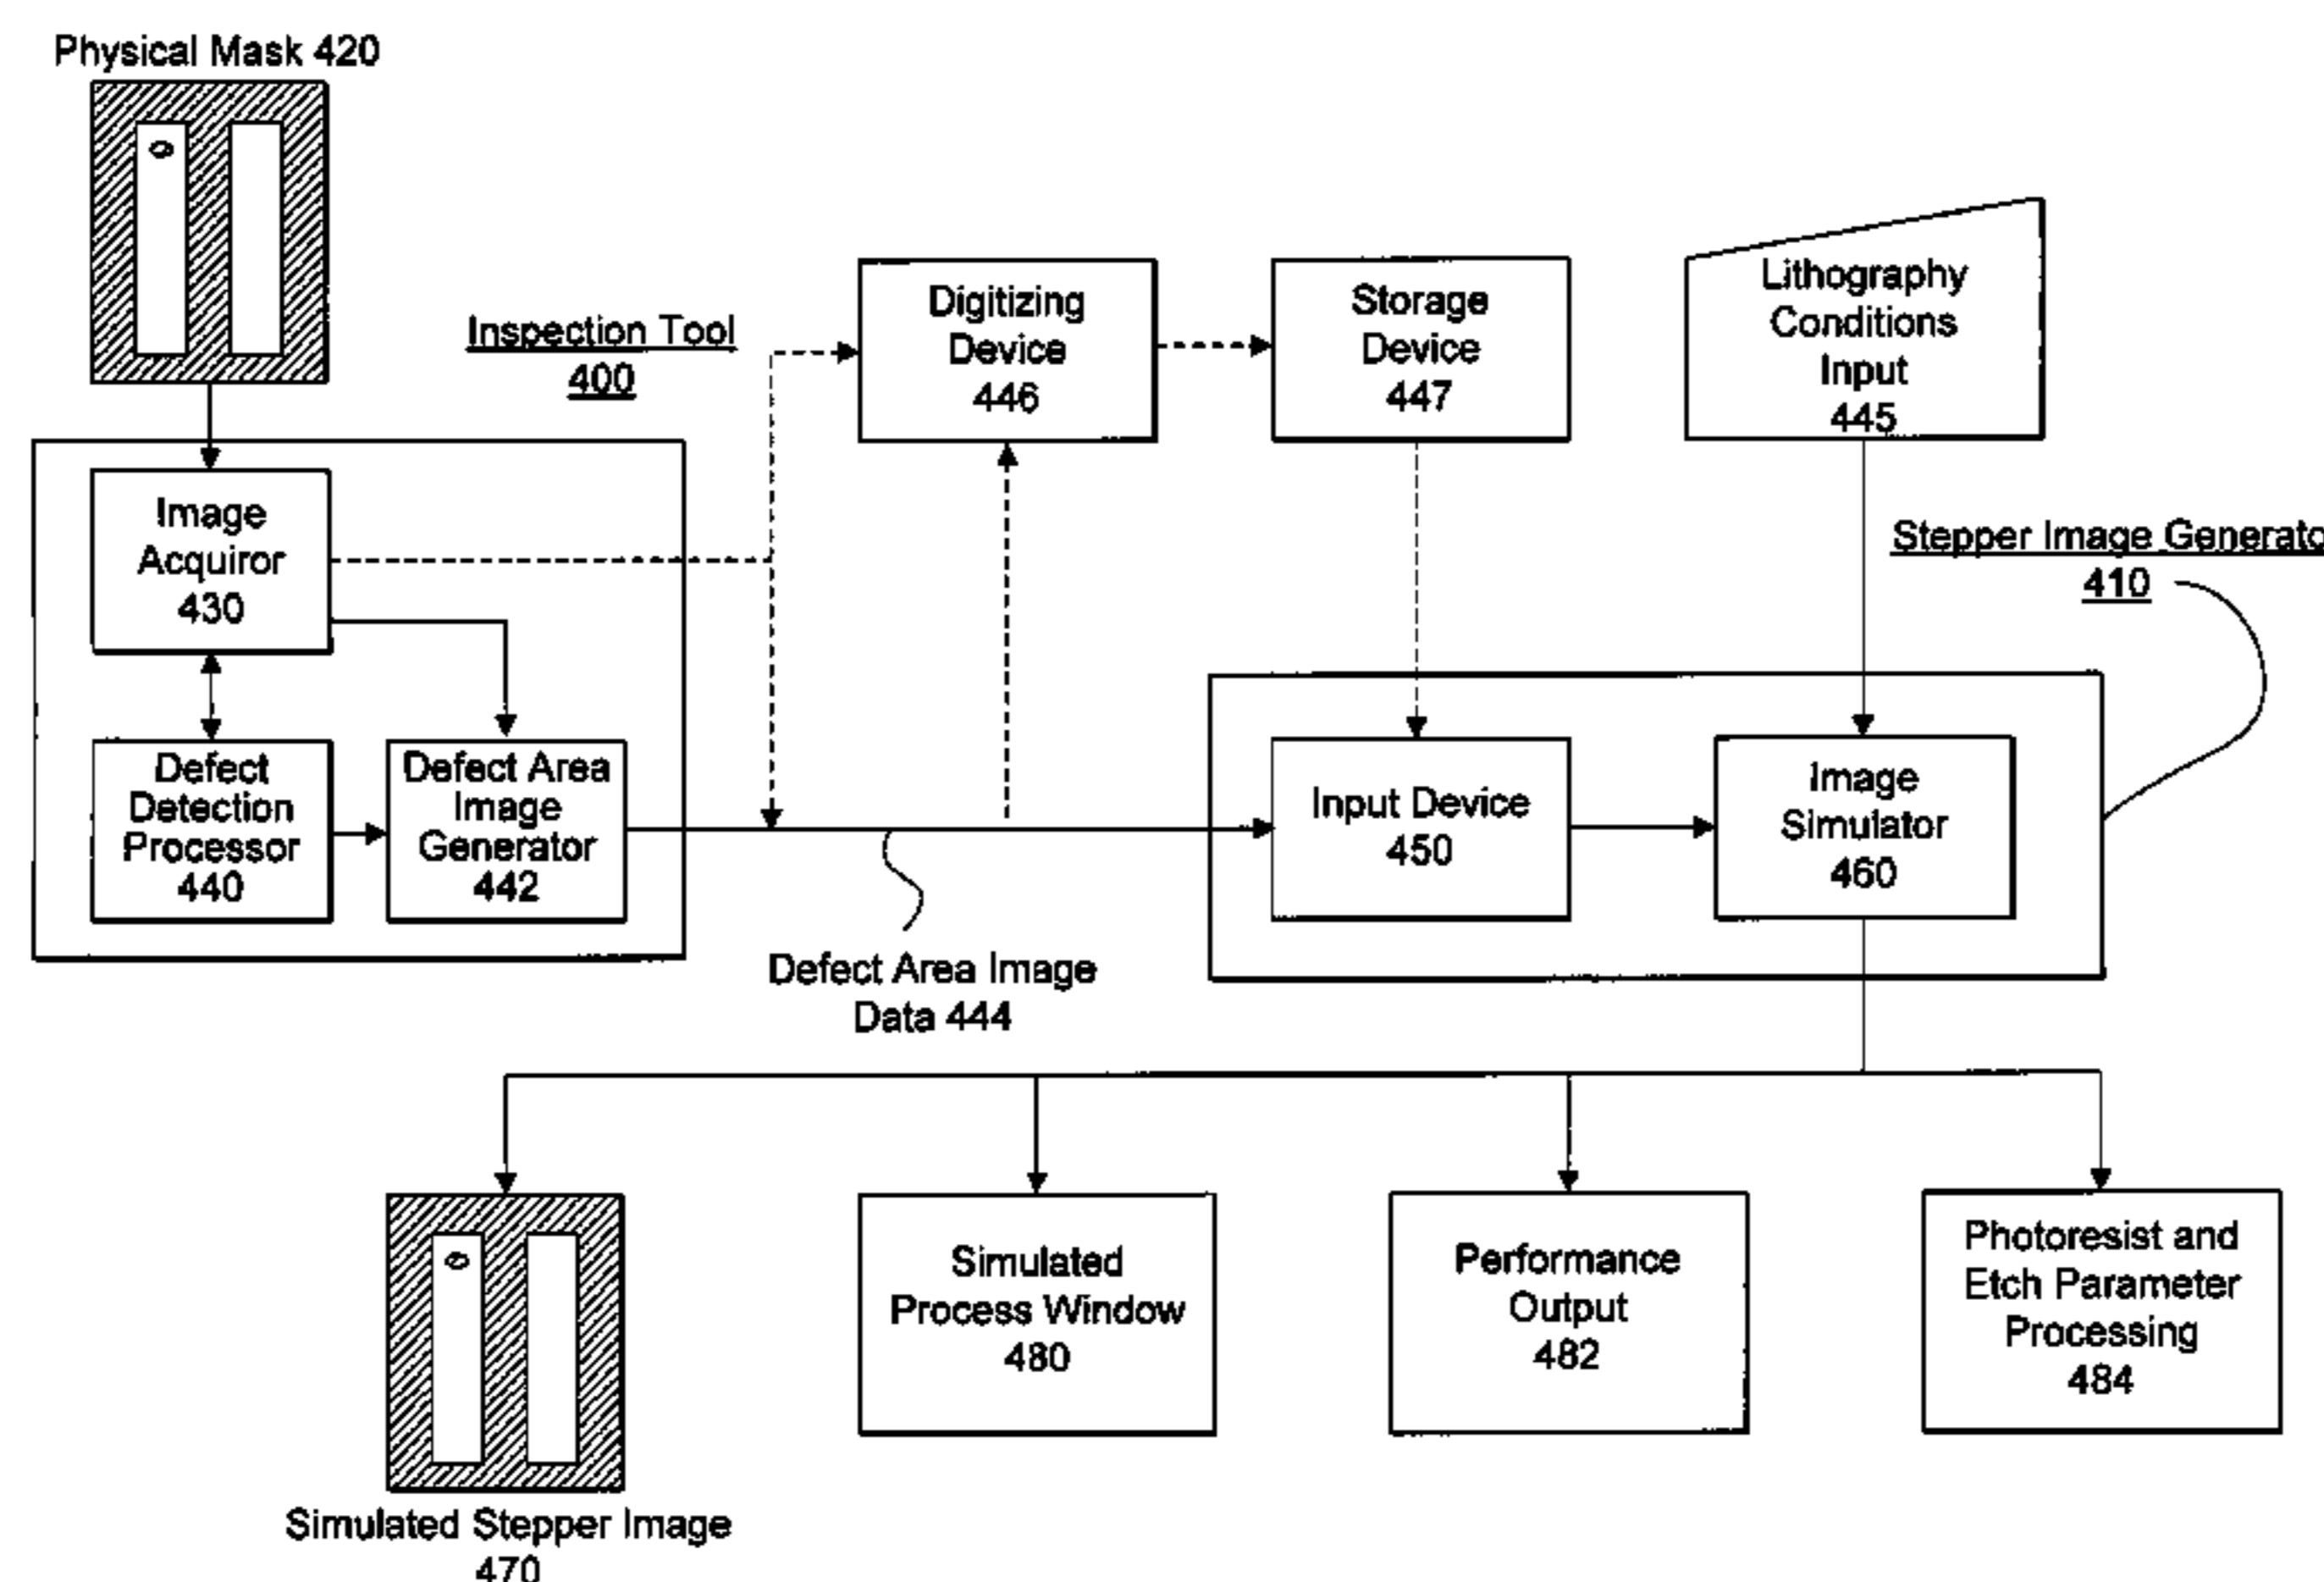 Physical Mask 420
Inspection Tool
400
Digitizing
Device
446
Storage
Device
447
Lithography
Conditions
Input
445
Image
Acquiror
430
Stepper Image Generato
410
Defect
Detection
Processor
440
Defect Area
Image
Generator
442
Input Device
450
Image
Simulator
460
Defect Area Image
Data 444
Simulated
Process Window
480
Performance
Output
482
Photoresist and
Etch Parameter
Processing
484
Simulated Stepper Image
470